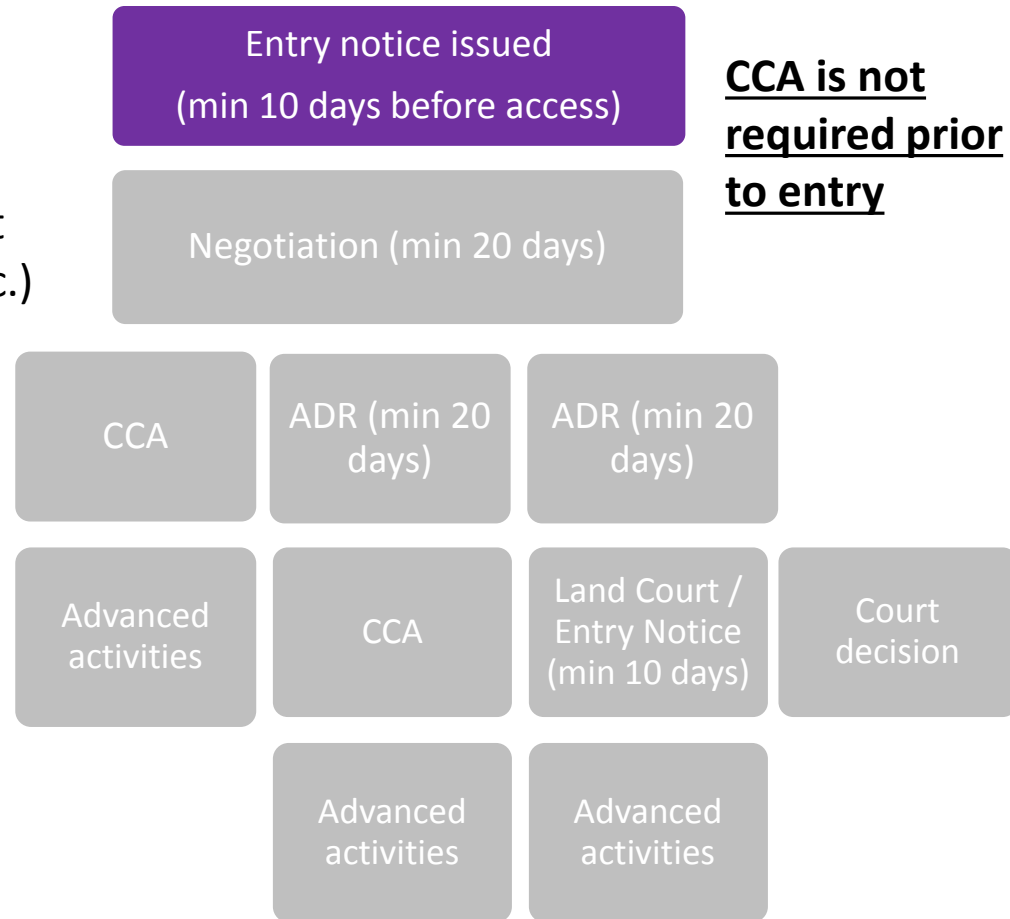 Entry notice issued
(min 10 days before access)
CCA is not
required prior
to entry
Negotiation (min 20 days)
CCA
ADR (min 20
days)
ADR (min 20
days)
Advanced
activities
CCA
Land Court /
Entry Notice
(min 10 days)
Court
decision
Advanced
activities
Advanced
activities